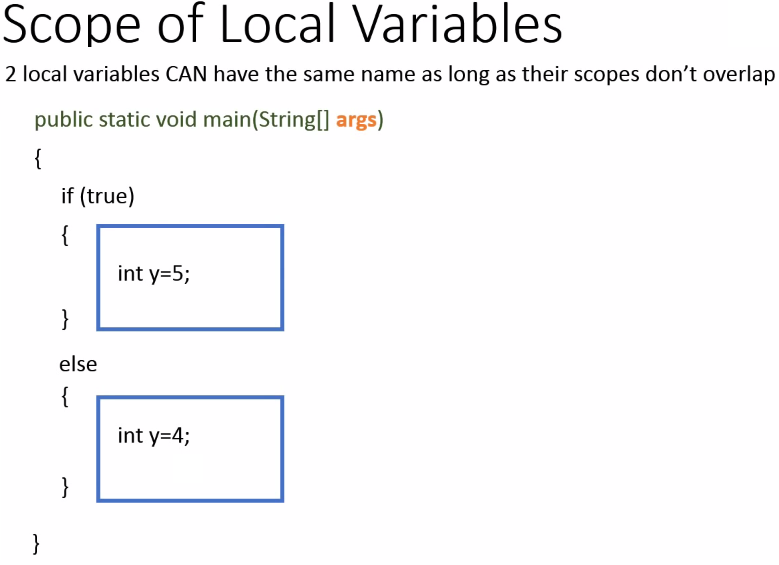 Scope of Local Variables
2 local variables CAN have the same name as long as their scopes don’t overlap
public static void main(String[] args)
{
if (true)
{
int y=5;
}
else
{
int y=4;
}
}